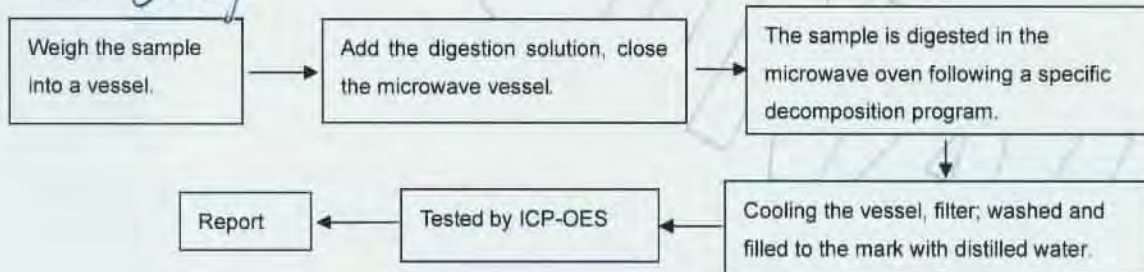 Weigh the sample
into a vessel.
Add the digestion solution, close
the microwave vessel.
The sample is digested in the
microwave oven following a specific
decomposition program.
Cooling the vessel, filter; washed and
filled to the mark with distilled water.
Tested by ICP-OES
Report